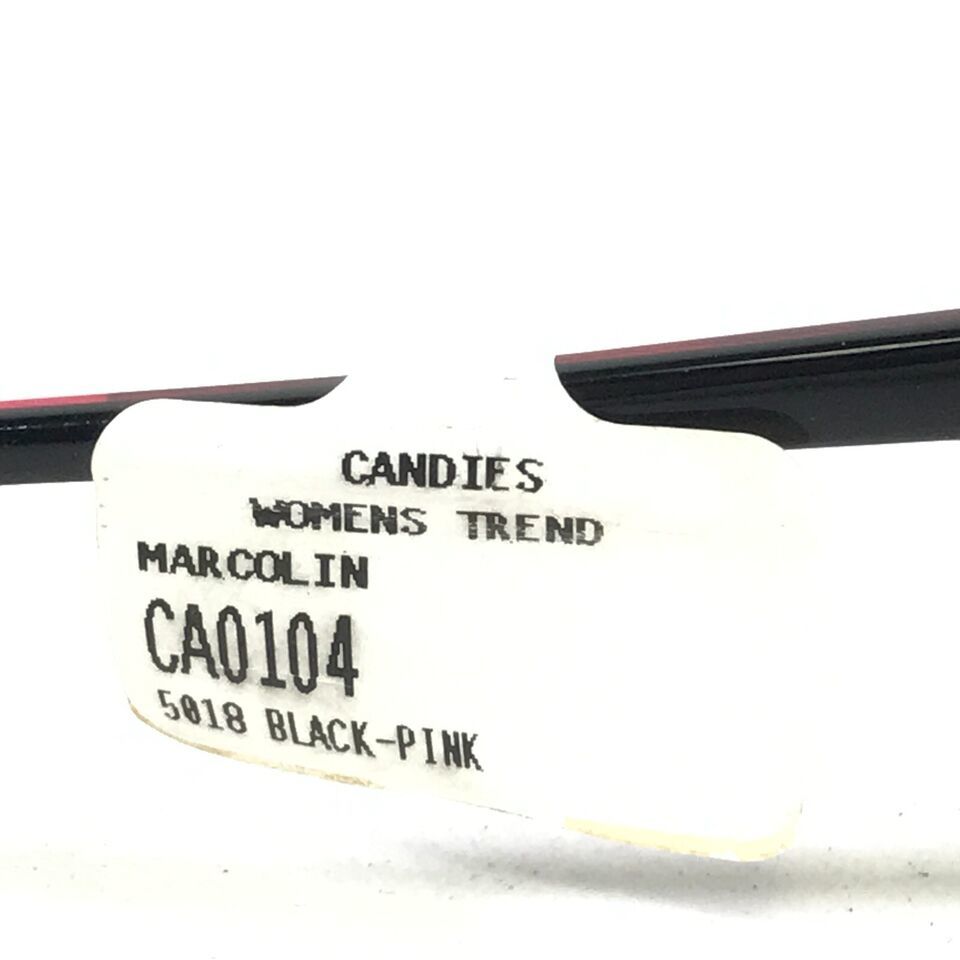 CANDIES
WOMENS TREND
MARCOLIN
CA0104
5018 BLACK-PINK